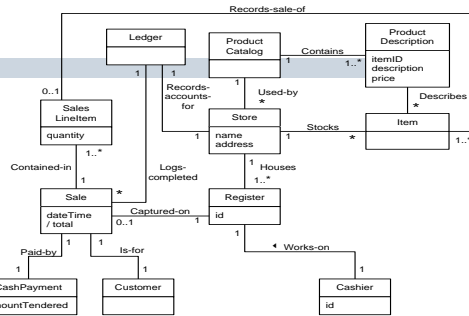 Records-sale-of
Ledger
Product
Catalog
Product
Description
itemID
description
price
Contains
1
1..*
1
1
1
0..1
Records-
accounts-
for
Used-by
*
*
Describes
Sales
LineItem
quantity
Store
name
address
Item
1
1
Stocks
*
1..
1..*
1
Houses
Contained-in
Logs-
completed
1..*
1
*
Sale
dateTime
/ total
Captured-on
0..1
1
Register
id
1
1
1
Paid-by
Is-for
Works-on
1
1
1
CashPayment
mountTendered
Customer
Cashier
id